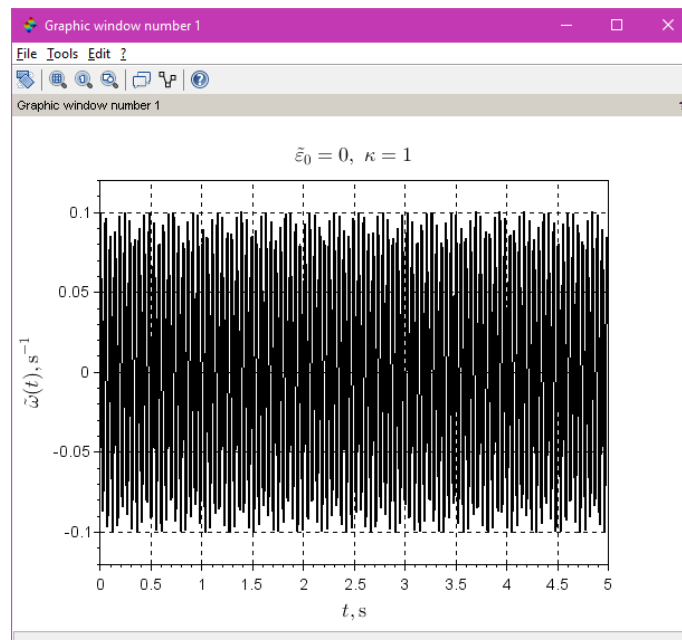 Graphic window number 1
File Tools Edit ?
Graphic window number 1
ε̃₀ = 0, κ = 1
0.1
0.05
0
-0.05
-0.1
ω̃(t), s⁻¹
0 0.5 1 1.5 2 2.5 3 3.5 4 4.5 5
t, s